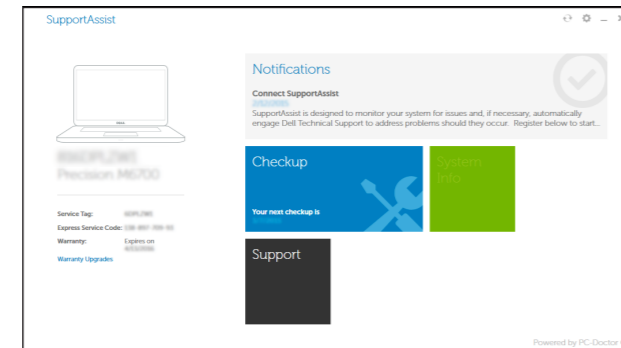 SupportAssist
Notifications
Connect SupportAssist
SupportAssist is designed to monitor your system for issues and, if necessary, automatically
engage Dell Technical Support to address problems should they occur. Register below to start...
Precision M6700
Checkup
System
Info
Your next checkup is
Service Tag:
Express Service Code:
Warranty: Expires on
Warranty Upgrades
Support
Powered by PC-Doctor